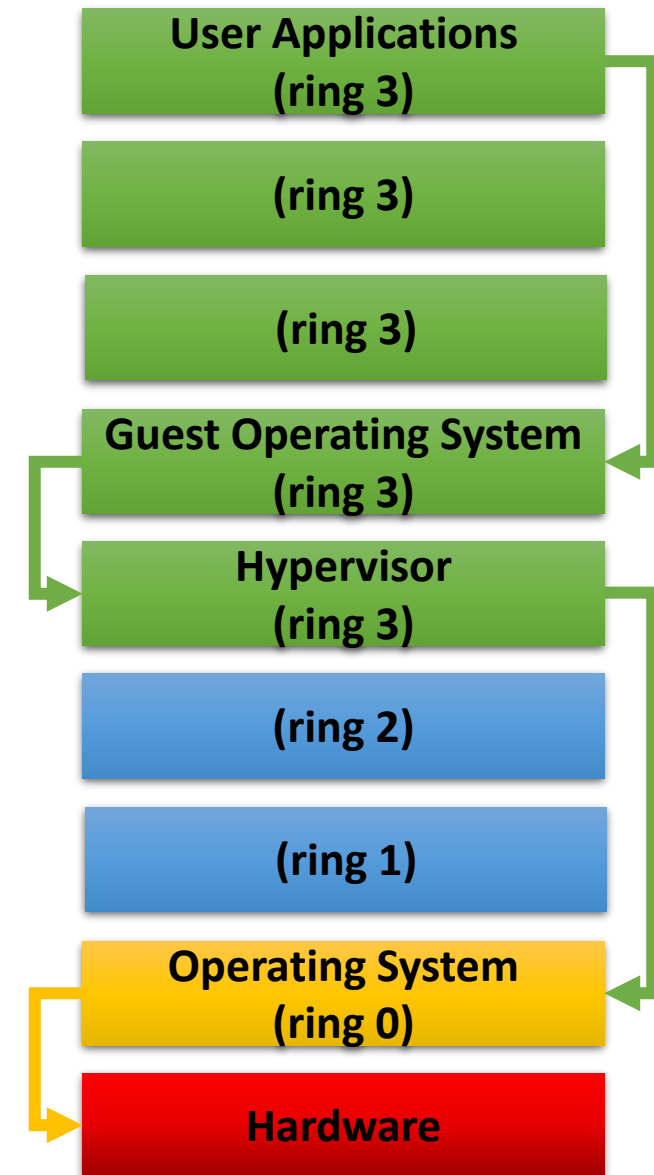 User Applications
(ring 3)
(ring 3)
(ring 3)
Guest Operating System
(ring 3)
Hypervisor
(ring 3)
(ring 2)
(ring 1)
Operating System
(ring 0)
Hardware